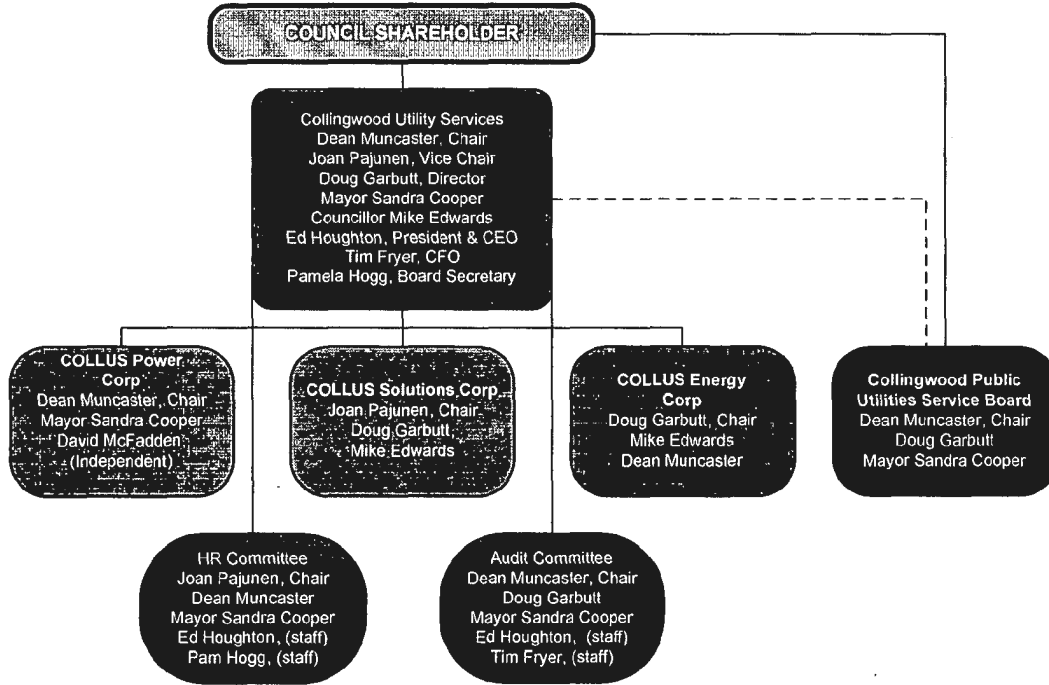 COUNCIL SHAREHOLDER
Collingwood Utility Services
Dean Muncaster, Chair
Joan Pajunen, Vice Chair
Doug Garbutt, Director
Mayor Sandra Cooper
Councillor Mike Edwards
Ed Houghton, President & CEO
Tim Fryer, CFO
Pamela Hogg, Board Secretary
COLLUS Power
Corp
Dean Muncaster, Chair
Mayor Sandra Cooper
David McFadden
(Independent)
COLLUS Solutions Corp
Joan Pajunen, Chair
Doug Garbutt
Mike Edwards
COLLUS Energy
Corp
Doug Garbutt, Chair
Mike Edwards
Dean Muncaster
Collingwood Public
Utilities Service Board
Dean Muncaster, Chair
Doug Garbutt
Mayor Sandra Cooper
HR Committee
Joan Pajunen, Chair
Dean Muncaster
Mayor Sandra Cooper
Ed Houghton, (staff)
Pam Hogg, (staff)
Audit Committee
Dean Muncaster, Chair
Doug Garbutt
Mayor Sandra Cooper
Ed Houghton, (staff)
Tim Fryer, (staff)